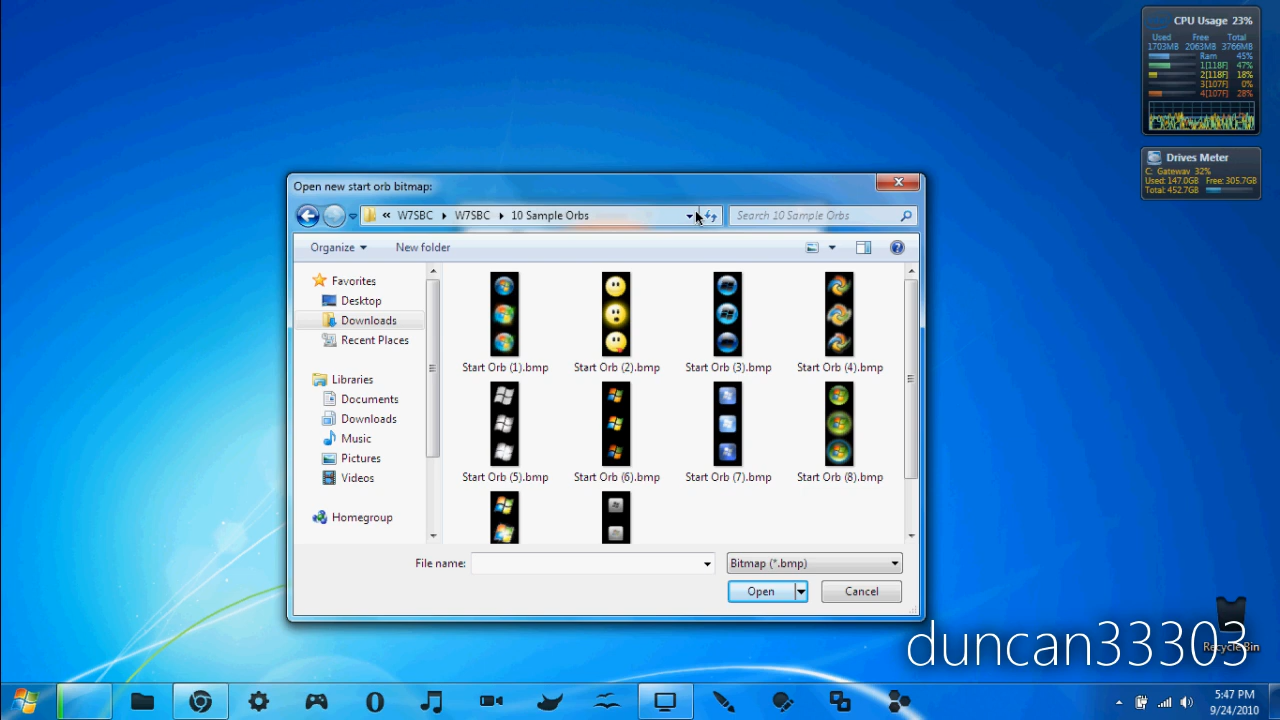 CPU Usage 23%
Used Free Total
1703MB 2063MB 3766MB
Ram 45%
1[118F] 47%
2[118F] 18%
3[107F] 0%
4[107F] 28%
Drives Meter
C: Gateway 32%
Used: 147.0GB Free: 305.7GB
Total: 452.7GB
Open new start orb bitmap:
« W7SBC W7SBC 10 Sample Orbs
Search 10 Sample Orbs
Organize New folder
Favorites
Desktop
Downloads
Recent Places
Libraries
Documents
Downloads
Music
Pictures
Videos
Homegroup
Start Orb (1).bmp Start Orb (2).bmp Start Orb (3).bmp Start Orb (4).bmp
Start Orb (5).bmp Start Orb (6).bmp Start Orb (7).bmp Start Orb (8).bmp
File name: Bitmap (*.bmp)
Open Cancel
duncan33303
Recycle Bin
5:47 PM
9/24/2010